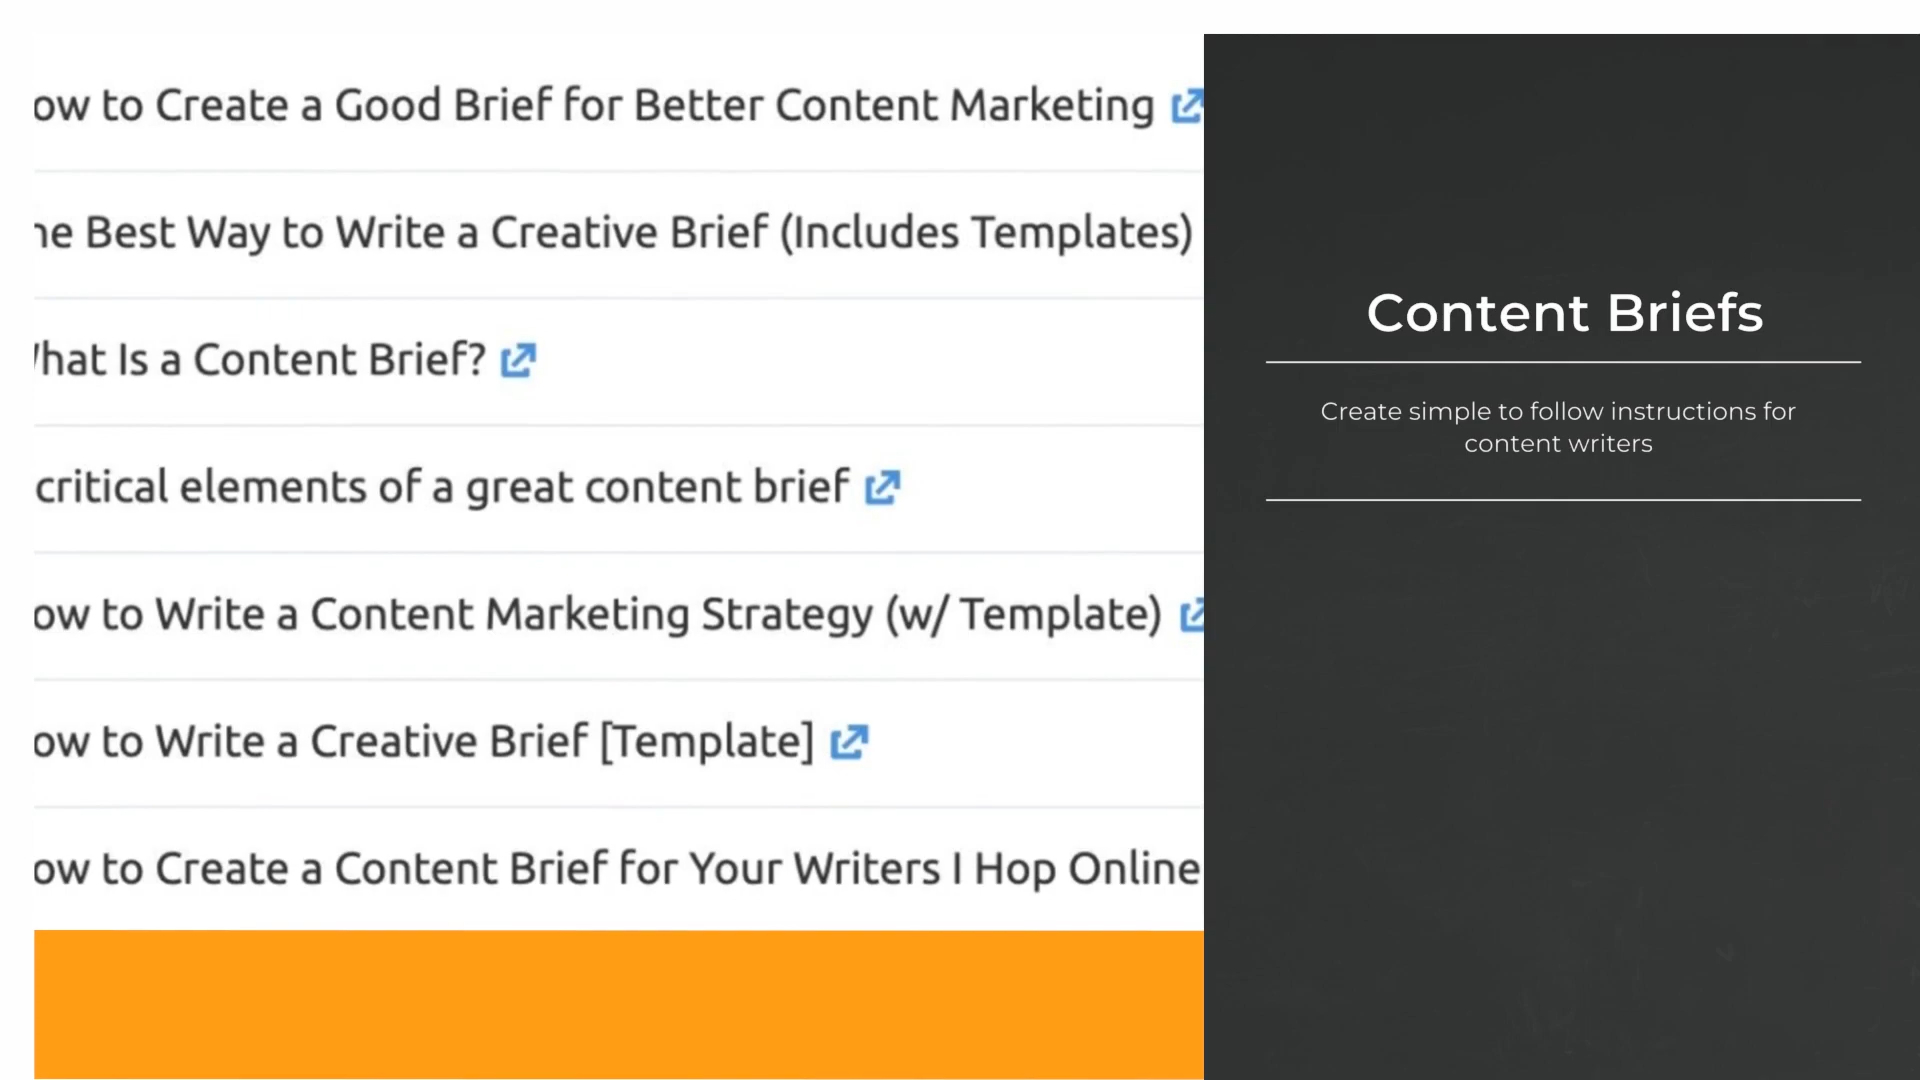 ow to Create a Good Brief for Better Content Marketing
he Best Way to Write a Creative Brief (Includes Templates)
hat Is a Content Brief?
critical elements of a great content brief
ow to Write a Content Marketing Strategy (w/ Template)
ow to Write a Creative Brief [Template]
ow to Create a Content Brief for Your Writers I Hop Online
Content Briefs
Create simple to follow instructions for
content writers